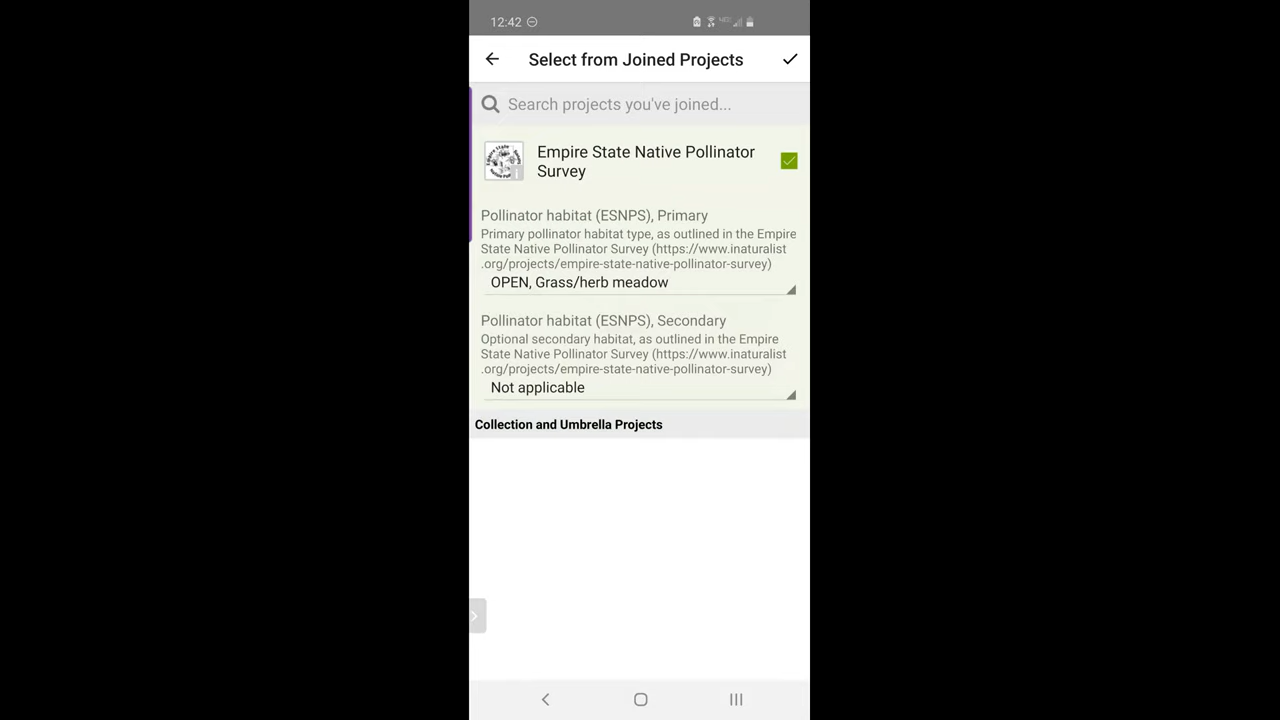 12:42
Select from Joined Projects
Search projects you've joined...
Empire State Native Pollinator
Survey
Pollinator habitat (ESNPS), Primary
Primary pollinator habitat type, as outlined in the Empire
State Native Pollinator Survey (https://www.inaturalist
.org/projects/empire-state-native-pollinator-survey)
OPEN, Grass/herb meadow
Pollinator habitat (ESNPS), Secondary
Optional secondary habitat, as outlined in the Empire
State Native Pollinator Survey (https://www.inaturalist
.org/projects/empire-state-native-pollinator-survey)
Not applicable
Collection and Umbrella Projects